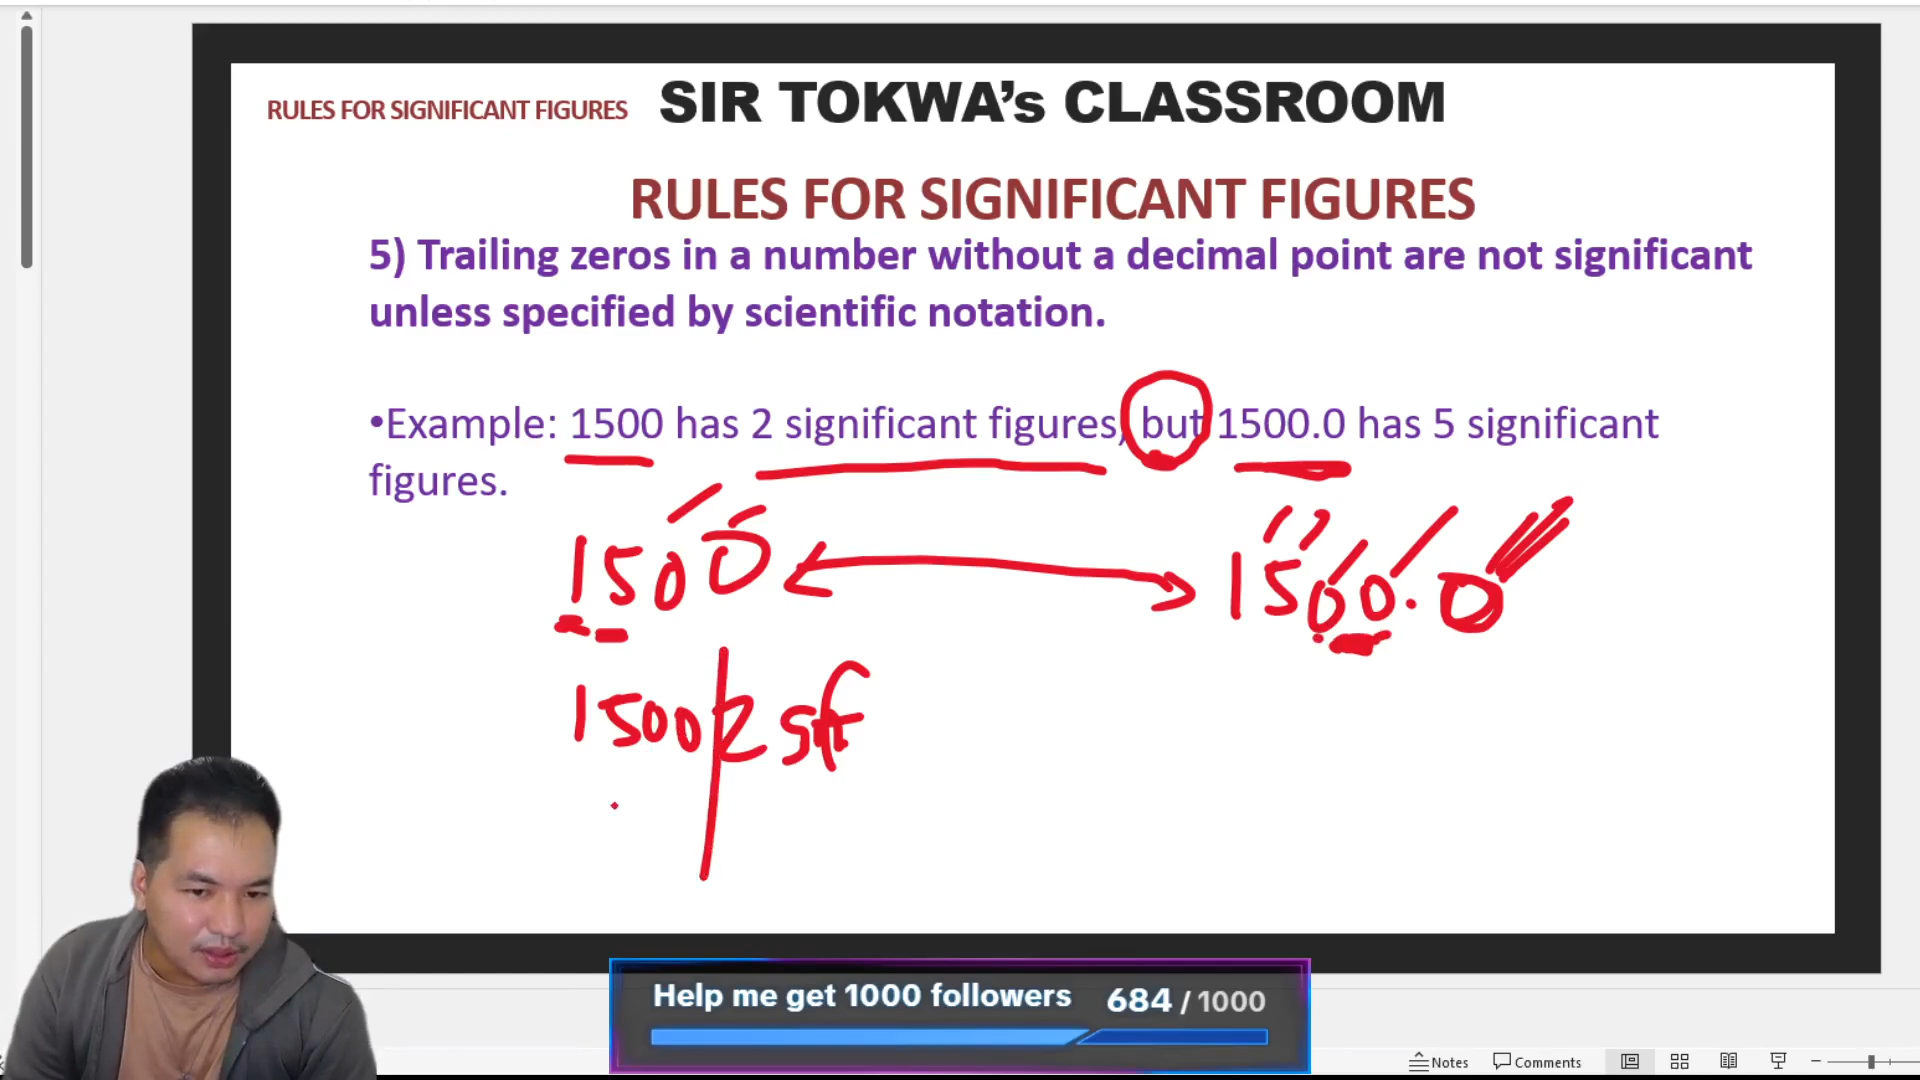 RULES FOR SIGNIFICANT FIGURES
SIR TOKWA's CLASSROOM
RULES FOR SIGNIFICANT FIGURES
5) Trailing zeros in a number without a decimal point are not significant
unless specified by scientific notation.
•Example: 1500 has 2 significant figures, but 1500.0 has 5 significant
figures.
1500
1500.0
1500 2 sf
Help me get 1000 followers 684 / 1000
Notes Comments